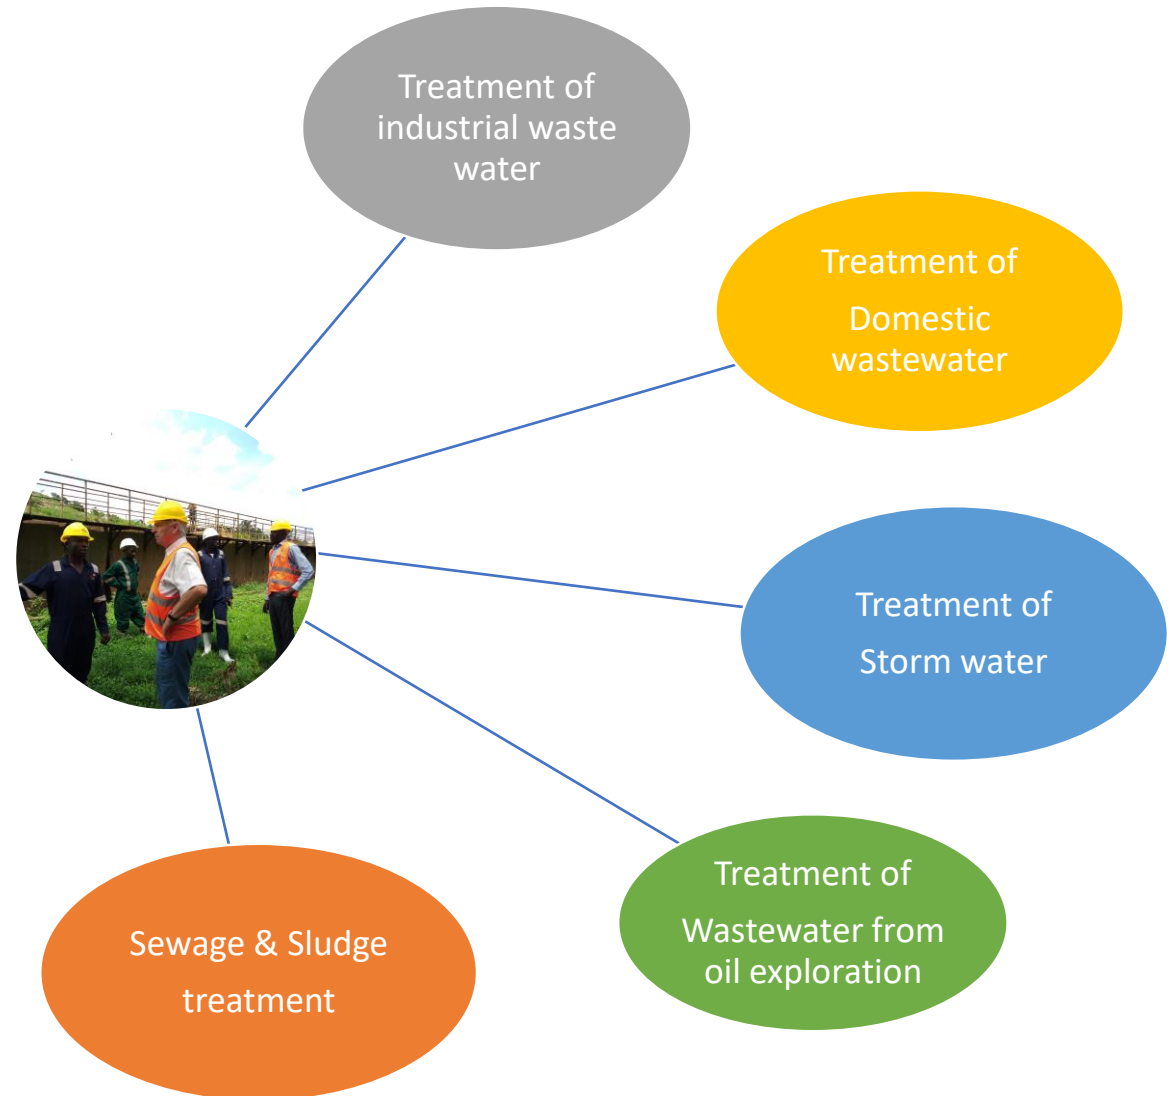 Treatment of
industrial waste
water
Treatment of
Domestic
wastewater
Treatment of
Storm water
Treatment of
Wastewater from
oil exploration
Sewage & Sludge
treatment